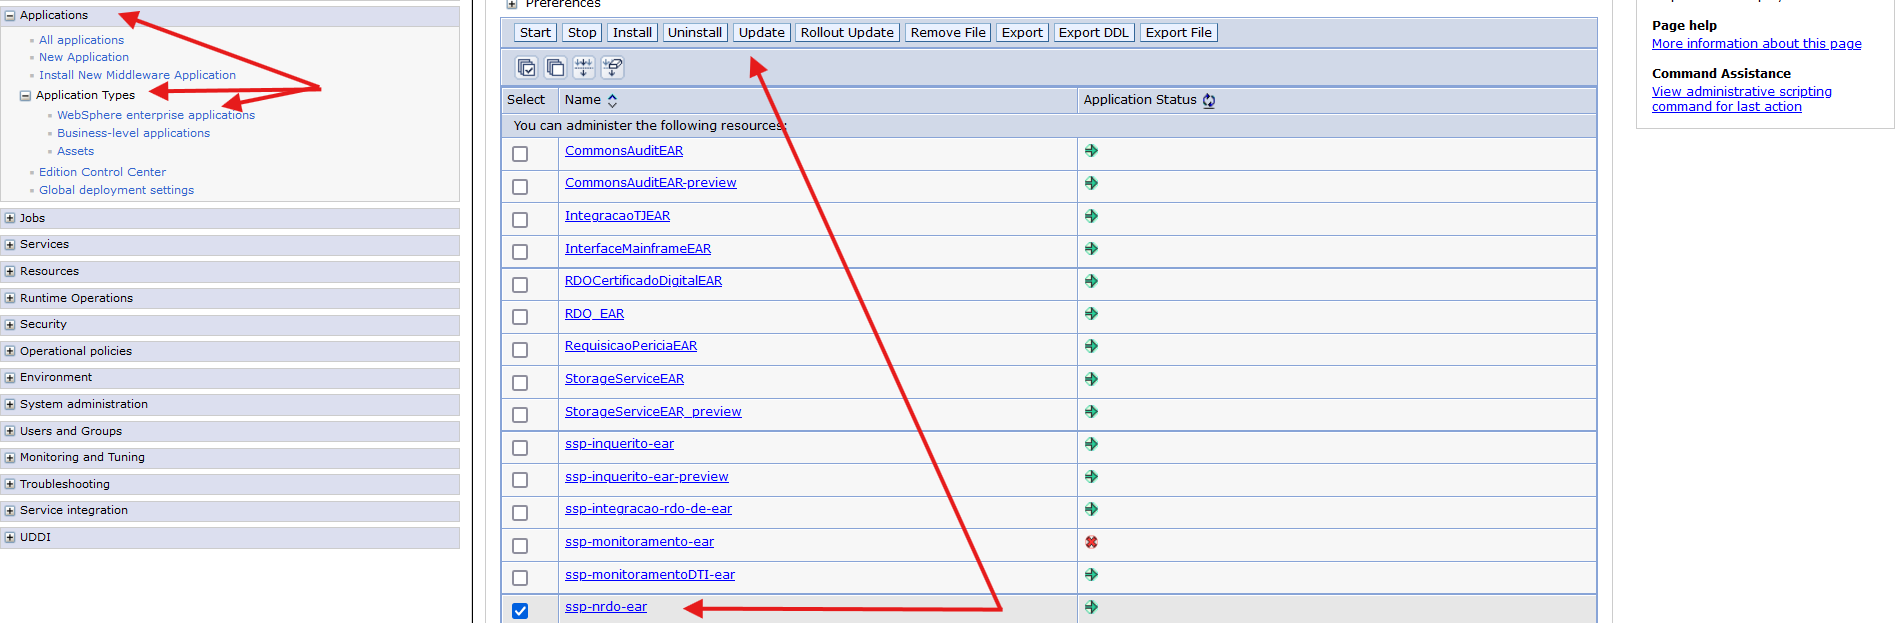 Applications
All applications
New Application
Install New Middleware Application
Application Types
WebSphere enterprise applications
Business-level applications
Assets
Edition Control Center
Global deployment settings
Jobs
Services
Resources
Runtime Operations
Security
Operational policies
Environment
System administration
Users and Groups
Monitoring and Tuning
Troubleshooting
Service integration
UDDI
Preferences
Start Stop Install Uninstall Update Rollout Update Remove File Export Export DDL Export File
Select Name Application Status
You can administer the following resources:
CommonsAuditEAR
CommonsAuditEAR-preview
IntegracaoTJEAR
InterfaceMainframeEAR
RDOCertificadoDigitalEAR
RDO_EAR
RequisicaoPericiaEAR
StorageServiceEAR
StorageServiceEAR_preview
ssp-inquerito-ear
ssp-inquerito-ear-preview
ssp-integracao-rdo-de-ear
ssp-monitoramento-ear
ssp-monitoramentoDTI-ear
ssp-nrdo-ear
Page help
More information about this page
Command Assistance
View administrative scripting
command for last action